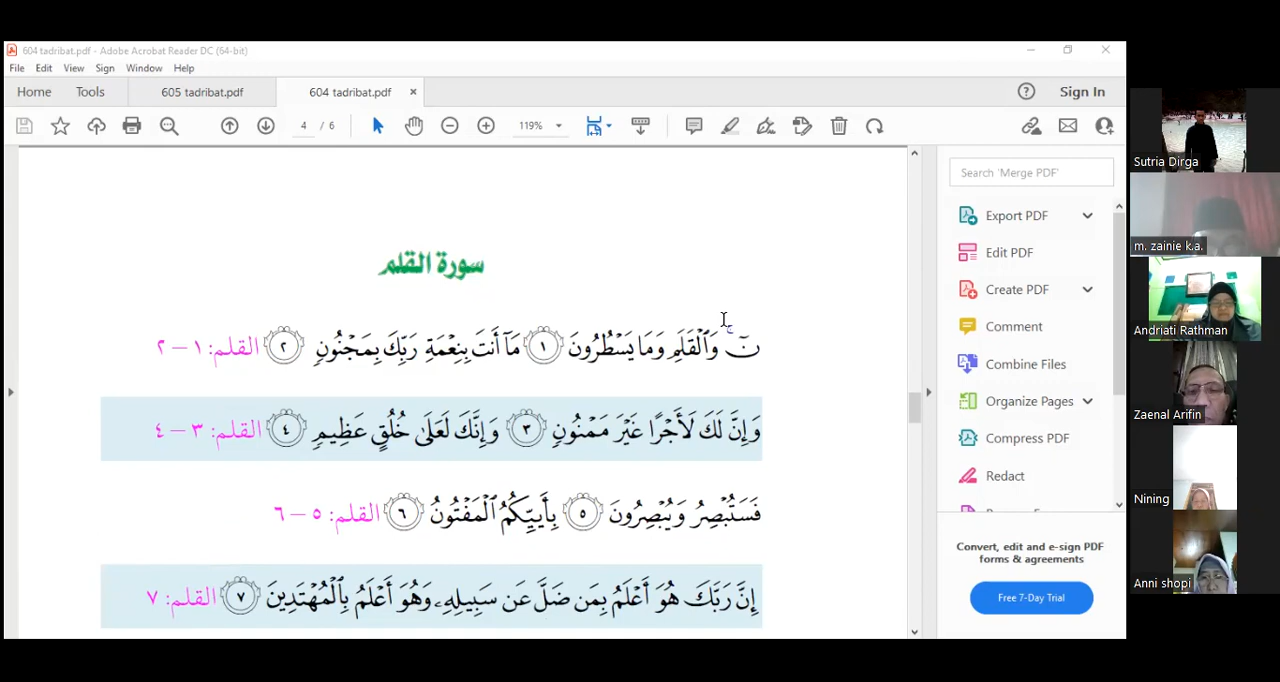 604 tadribat.pdf - Adobe Acrobat Reader DC (64-bit)
File Edit View Sign Window Help
Home Tools 605 tadribat.pdf 604 tadribat.pdf × Sign In
4 / 6 119%
Search 'Merge PDF'
Export PDF
Edit PDF
Create PDF
Comment
Combine Files
Organize Pages
Compress PDF
Redact
Convert, edit and e-sign PDF
forms & agreements
Free 7-Day Trial
سورة القلم
نٓ وَٱلْقَلَمِ وَمَا يَسْطُرُونَ ١ مَآ أَنتَ بِنِعْمَةِ رَبِّكَ بِمَجْنُونٍ ٢ القلم: ١ – ٢
وَإِنَّ لَكَ لَأَجْرًا غَيْرَ مَمْنُونٍ ٣ وَإِنَّكَ لَعَلَىٰ خُلُقٍ عَظِيمٍ ٤ القلم: ٣ – ٤
فَسَتُبْصِرُ وَيُبْصِرُونَ ٥ بِأَييِّكُمُ ٱلْمَفْتُونُ ٦ القلم: ٥ – ٦
إِنَّ رَبَّكَ هُوَ أَعْلَمُ بِمَن ضَلَّ عَن سَبِيلِهِۦ وَهُوَ أَعْلَمُ بِٱلْمُهْتَدِينَ ٧ القلم: ٧
Sutria Dirga
m. zainie k.a.
Andriati Rathman
Zaenal Arifin
Nining
Anni shopi